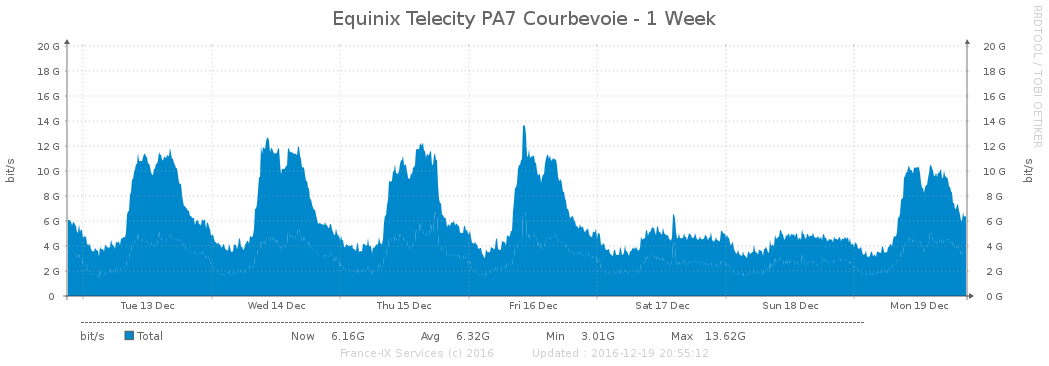 Equinix Telecity PA7 Courbevoie - 1 Week
RRDTOOL / TOBI OETIKER
bit/s
20 G 20 G
18 G 18 G
16 G 16 G
14 G 14 G
12 G 12 G
10 G 10 G
8 G 8 G
6 G 6 G
4 G 4 G
2 G 2 G
0 0 G
bit/s
Tue 13 Dec Wed 14 Dec Thu 15 Dec Fri 16 Dec Sat 17 Dec Sun 18 Dec Mon 19 Dec
bit/s Total Now 6.16G Avg 6.32G Min 3.01G Max 13.62G
France-IX Services (c) 2016 Updated : 2016-12-19 20:55:12